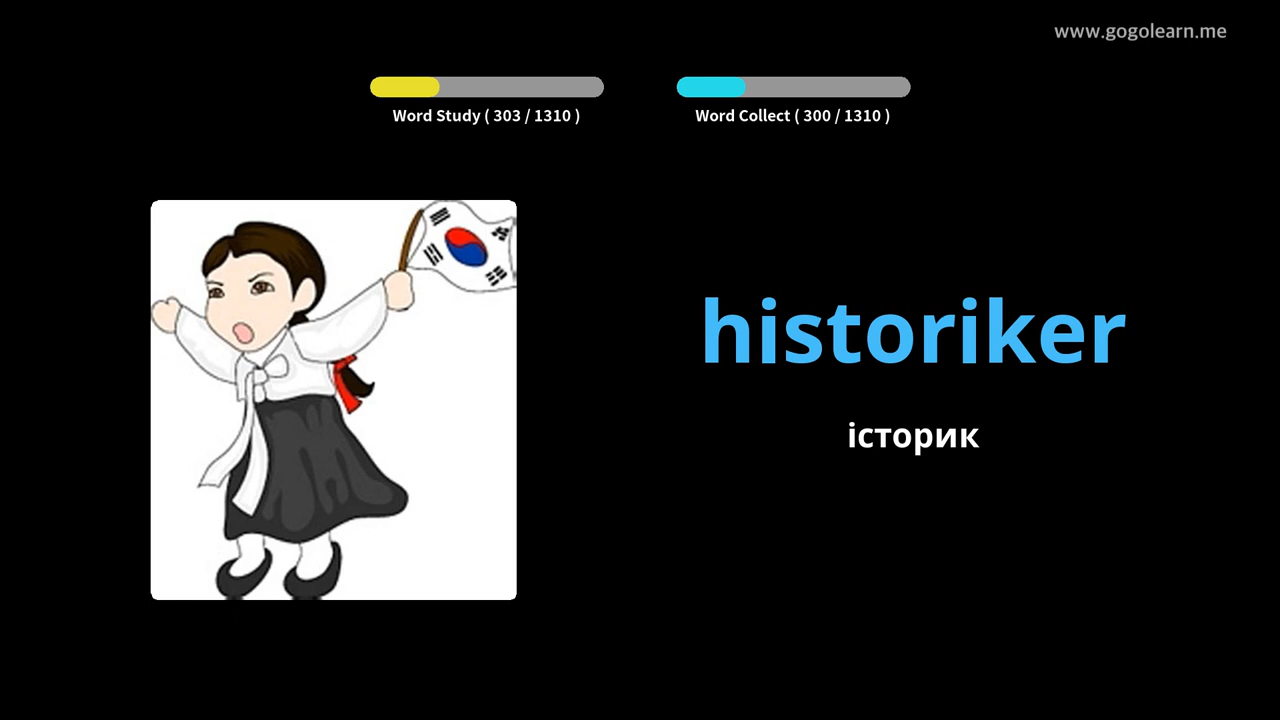 www.gogolearn.me
Word Study ( 303 / 1310 )
Word Collect ( 300 / 1310 )
historiker
історик